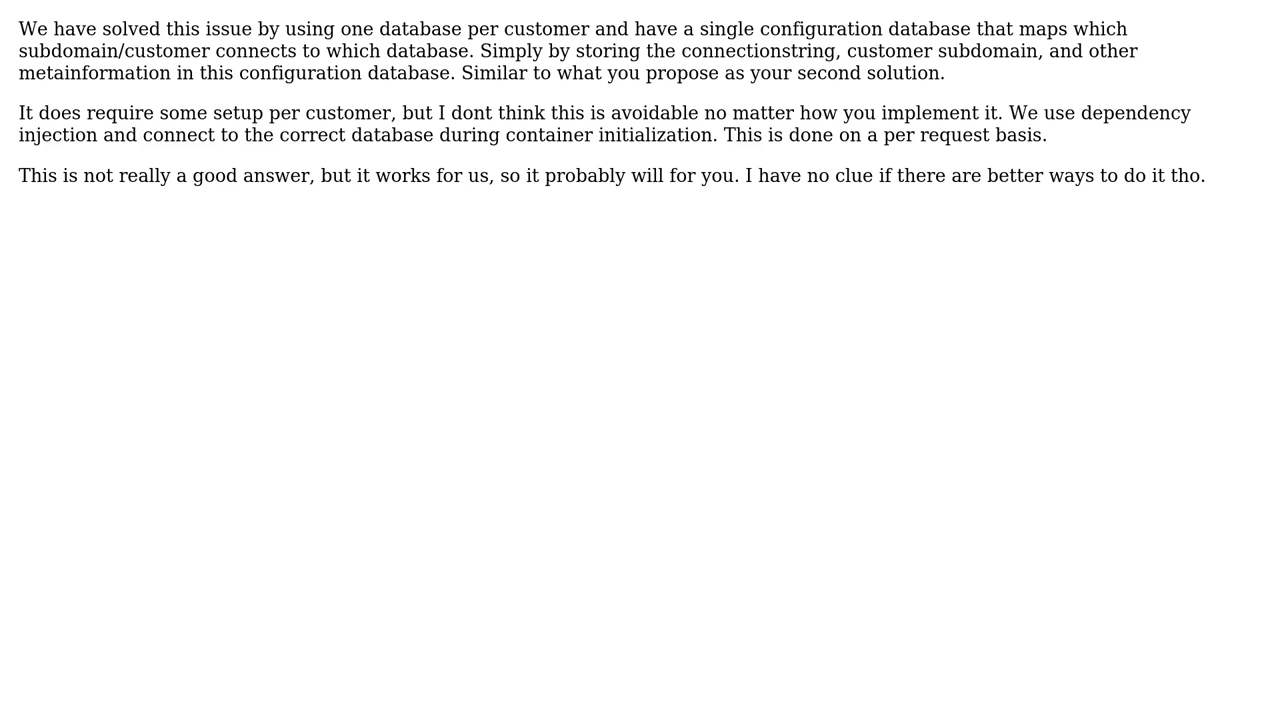 We have solved this issue by using one database per customer and have a single configuration database that maps which
subdomain/customer connects to which database. Simply by storing the connectionstring, customer subdomain, and other
metainformation in this configuration database. Similar to what you propose as your second solution.
It does require some setup per customer, but I dont think this is avoidable no matter how you implement it. We use dependency
injection and connect to the correct database during container initialization. This is done on a per request basis.
This is not really a good answer, but it works for us, so it probably will for you. I have no clue if there are better ways to do it tho.